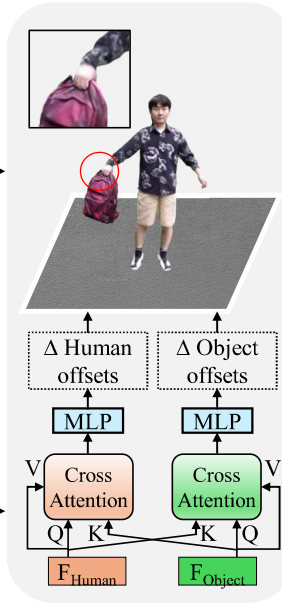 Δ Human offsets
Δ Object offsets
MLP
MLP
V
Cross Attention
Cross Attention
V
Q
K
K
Q
F_Human
F_Object